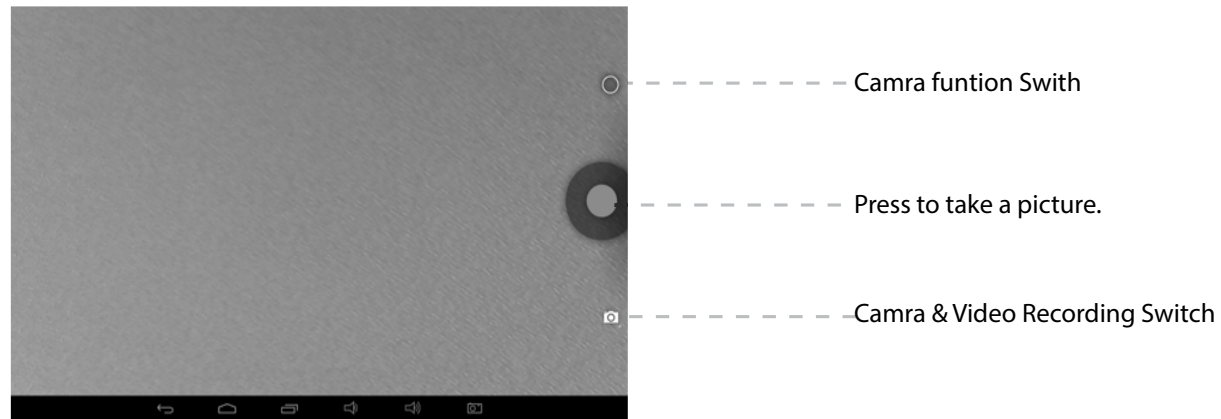 Camra funtion Swith
Press to take a picture.
Camra & Video Recording Switch